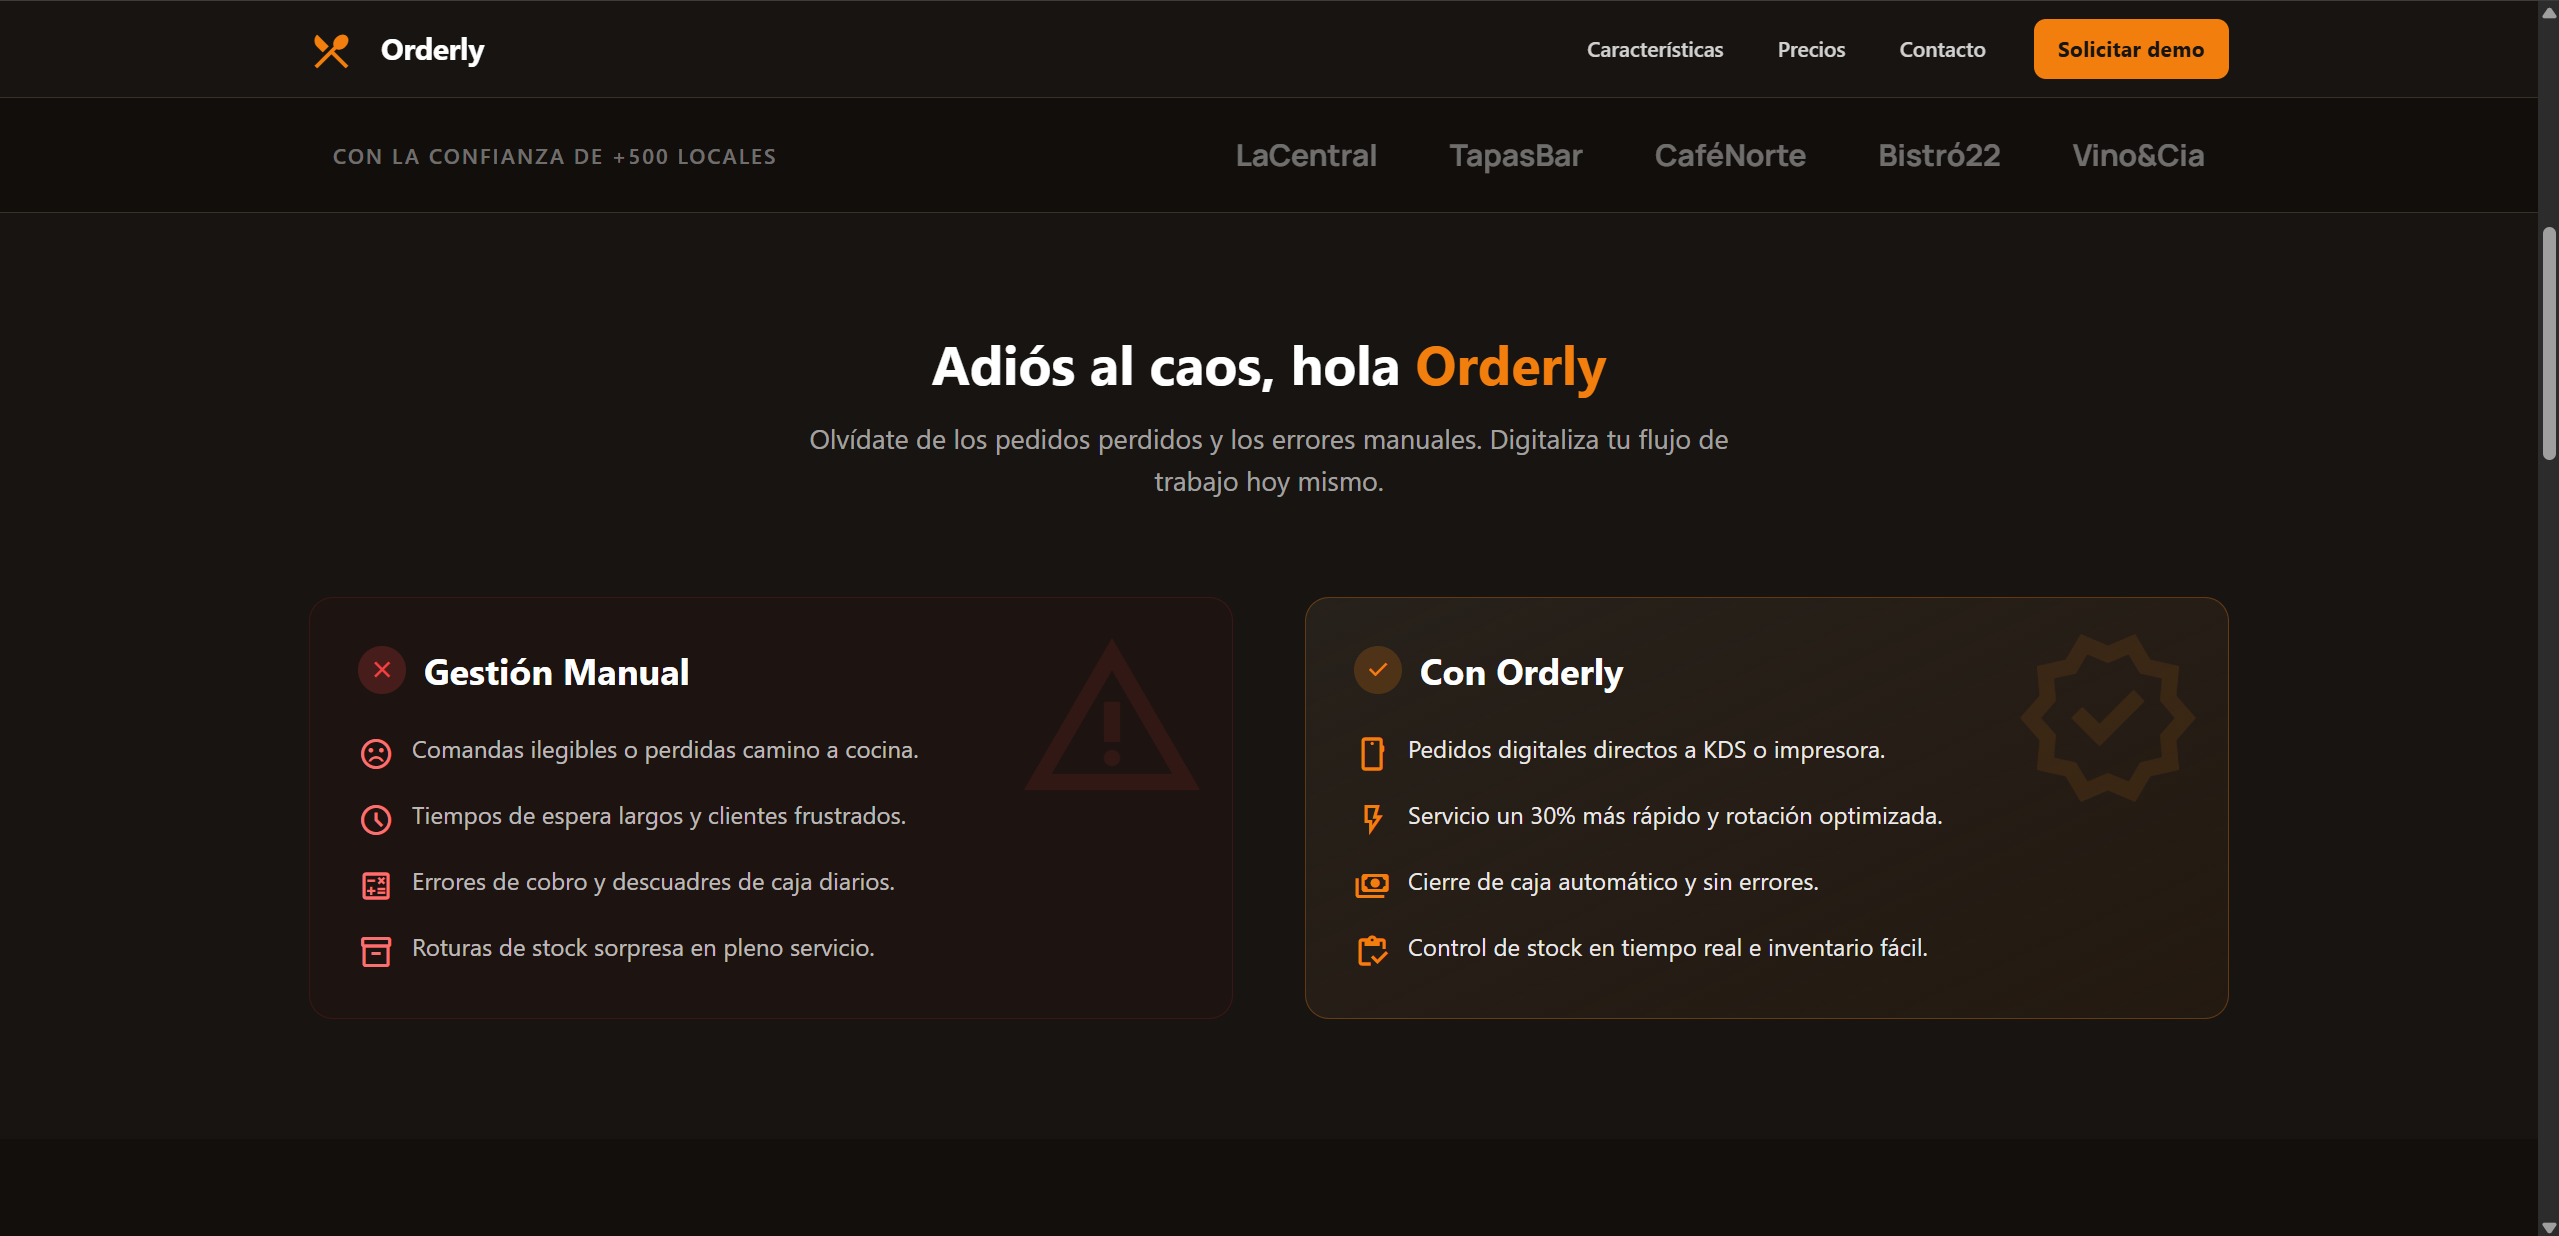 Orderly
Características
Precios
Contacto
Solicitar demo
CON LA CONFIANZA DE +500 LOCALES
LaCentral
TapasBar
CaféNorte
Bistró22
Vino&Cia
Adiós al caos, hola Orderly
Olvídate de los pedidos perdidos y los errores manuales. Digitaliza tu flujo de
trabajo hoy mismo.
Gestión Manual
Comandas ilegibles o perdidas camino a cocina.
Tiempos de espera largos y clientes frustrados.
Errores de cobro y descuadres de caja diarios.
Roturas de stock sorpresa en pleno servicio.
Con Orderly
Pedidos digitales directos a KDS o impresora.
Servicio un 30% más rápido y rotación optimizada.
Cierre de caja automático y sin errores.
Control de stock en tiempo real e inventario fácil.